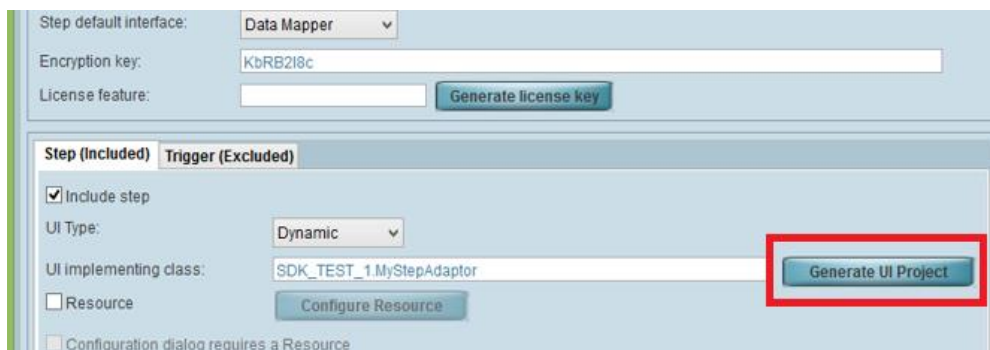 Step default interface: Data Mapper
Encryption key: KbRB2I8c
License feature: Generate license key
Step (Included) Trigger (Excluded)
Include step
UI Type: Dynamic
UI implementing class: SDK_TEST_1.MyStepAdaptor Generate UI Project
Resource Configure Resource
Configuration dialog requires a Resource